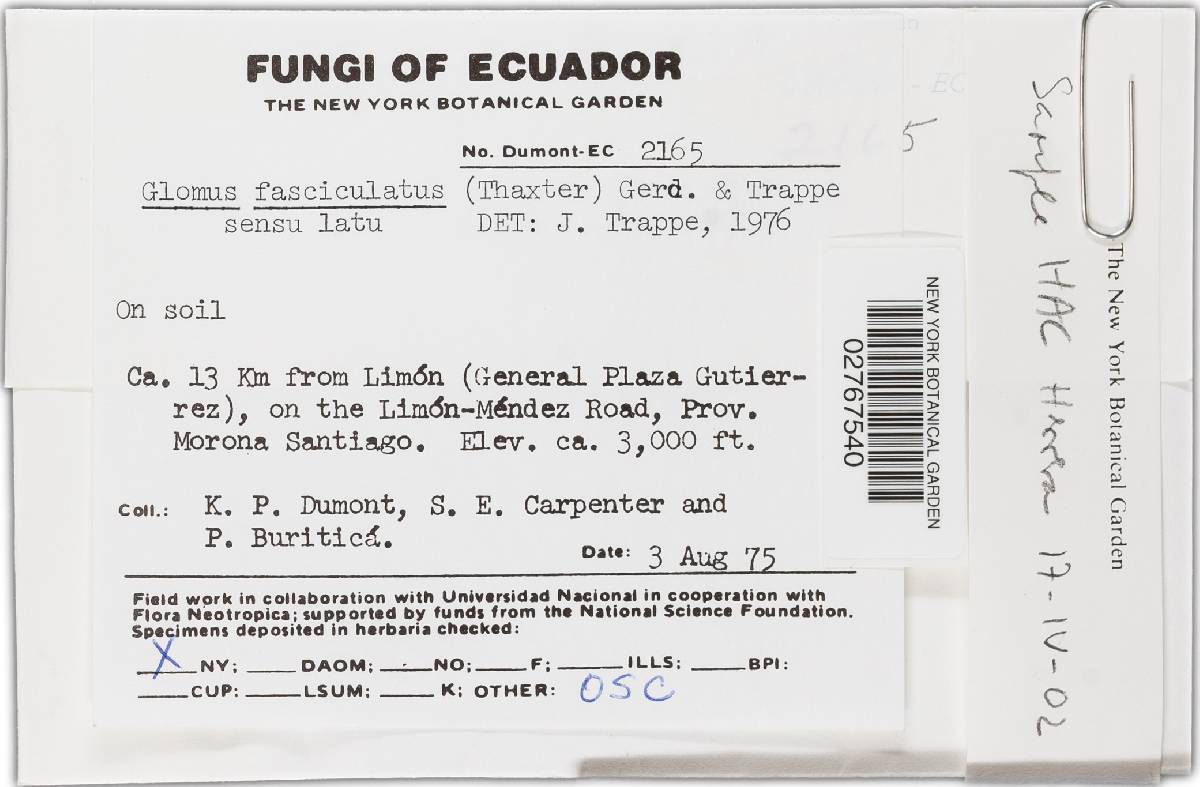 FUNGI OF ECUADOR
THE NEW YORK BOTANICAL GARDEN
No. Dumont-EC 2165
Glomus fasciculatus (Thaxter) Gerd. & Trappe
sensu latu DET: J. Trappe, 1976
On soil
Ca. 13 Km from Limón (General Plaza Gutier-
rez), on the Limón-Méndez Road, Prov.
Morona Santiago. Elev. ca. 3,000 ft.
Coll.: K. P. Dumont, S. E. Carpenter and
P. Buriticá.
Date: 3 Aug 75
Field work in collaboration with Universidad Nacional in cooperation with
Flora Neotropica; supported by funds from the National Science Foundation.
Specimens deposited in herbaria checked:
X NY; DAOM; NO; F; ILLS; BPI:
CUP: LSUM; K; OTHER: OSC
NEW YORK BOTANICAL GARDEN
02767540
5
Sample HAC Herrera 17-IV-02
The New York Botanical Garden